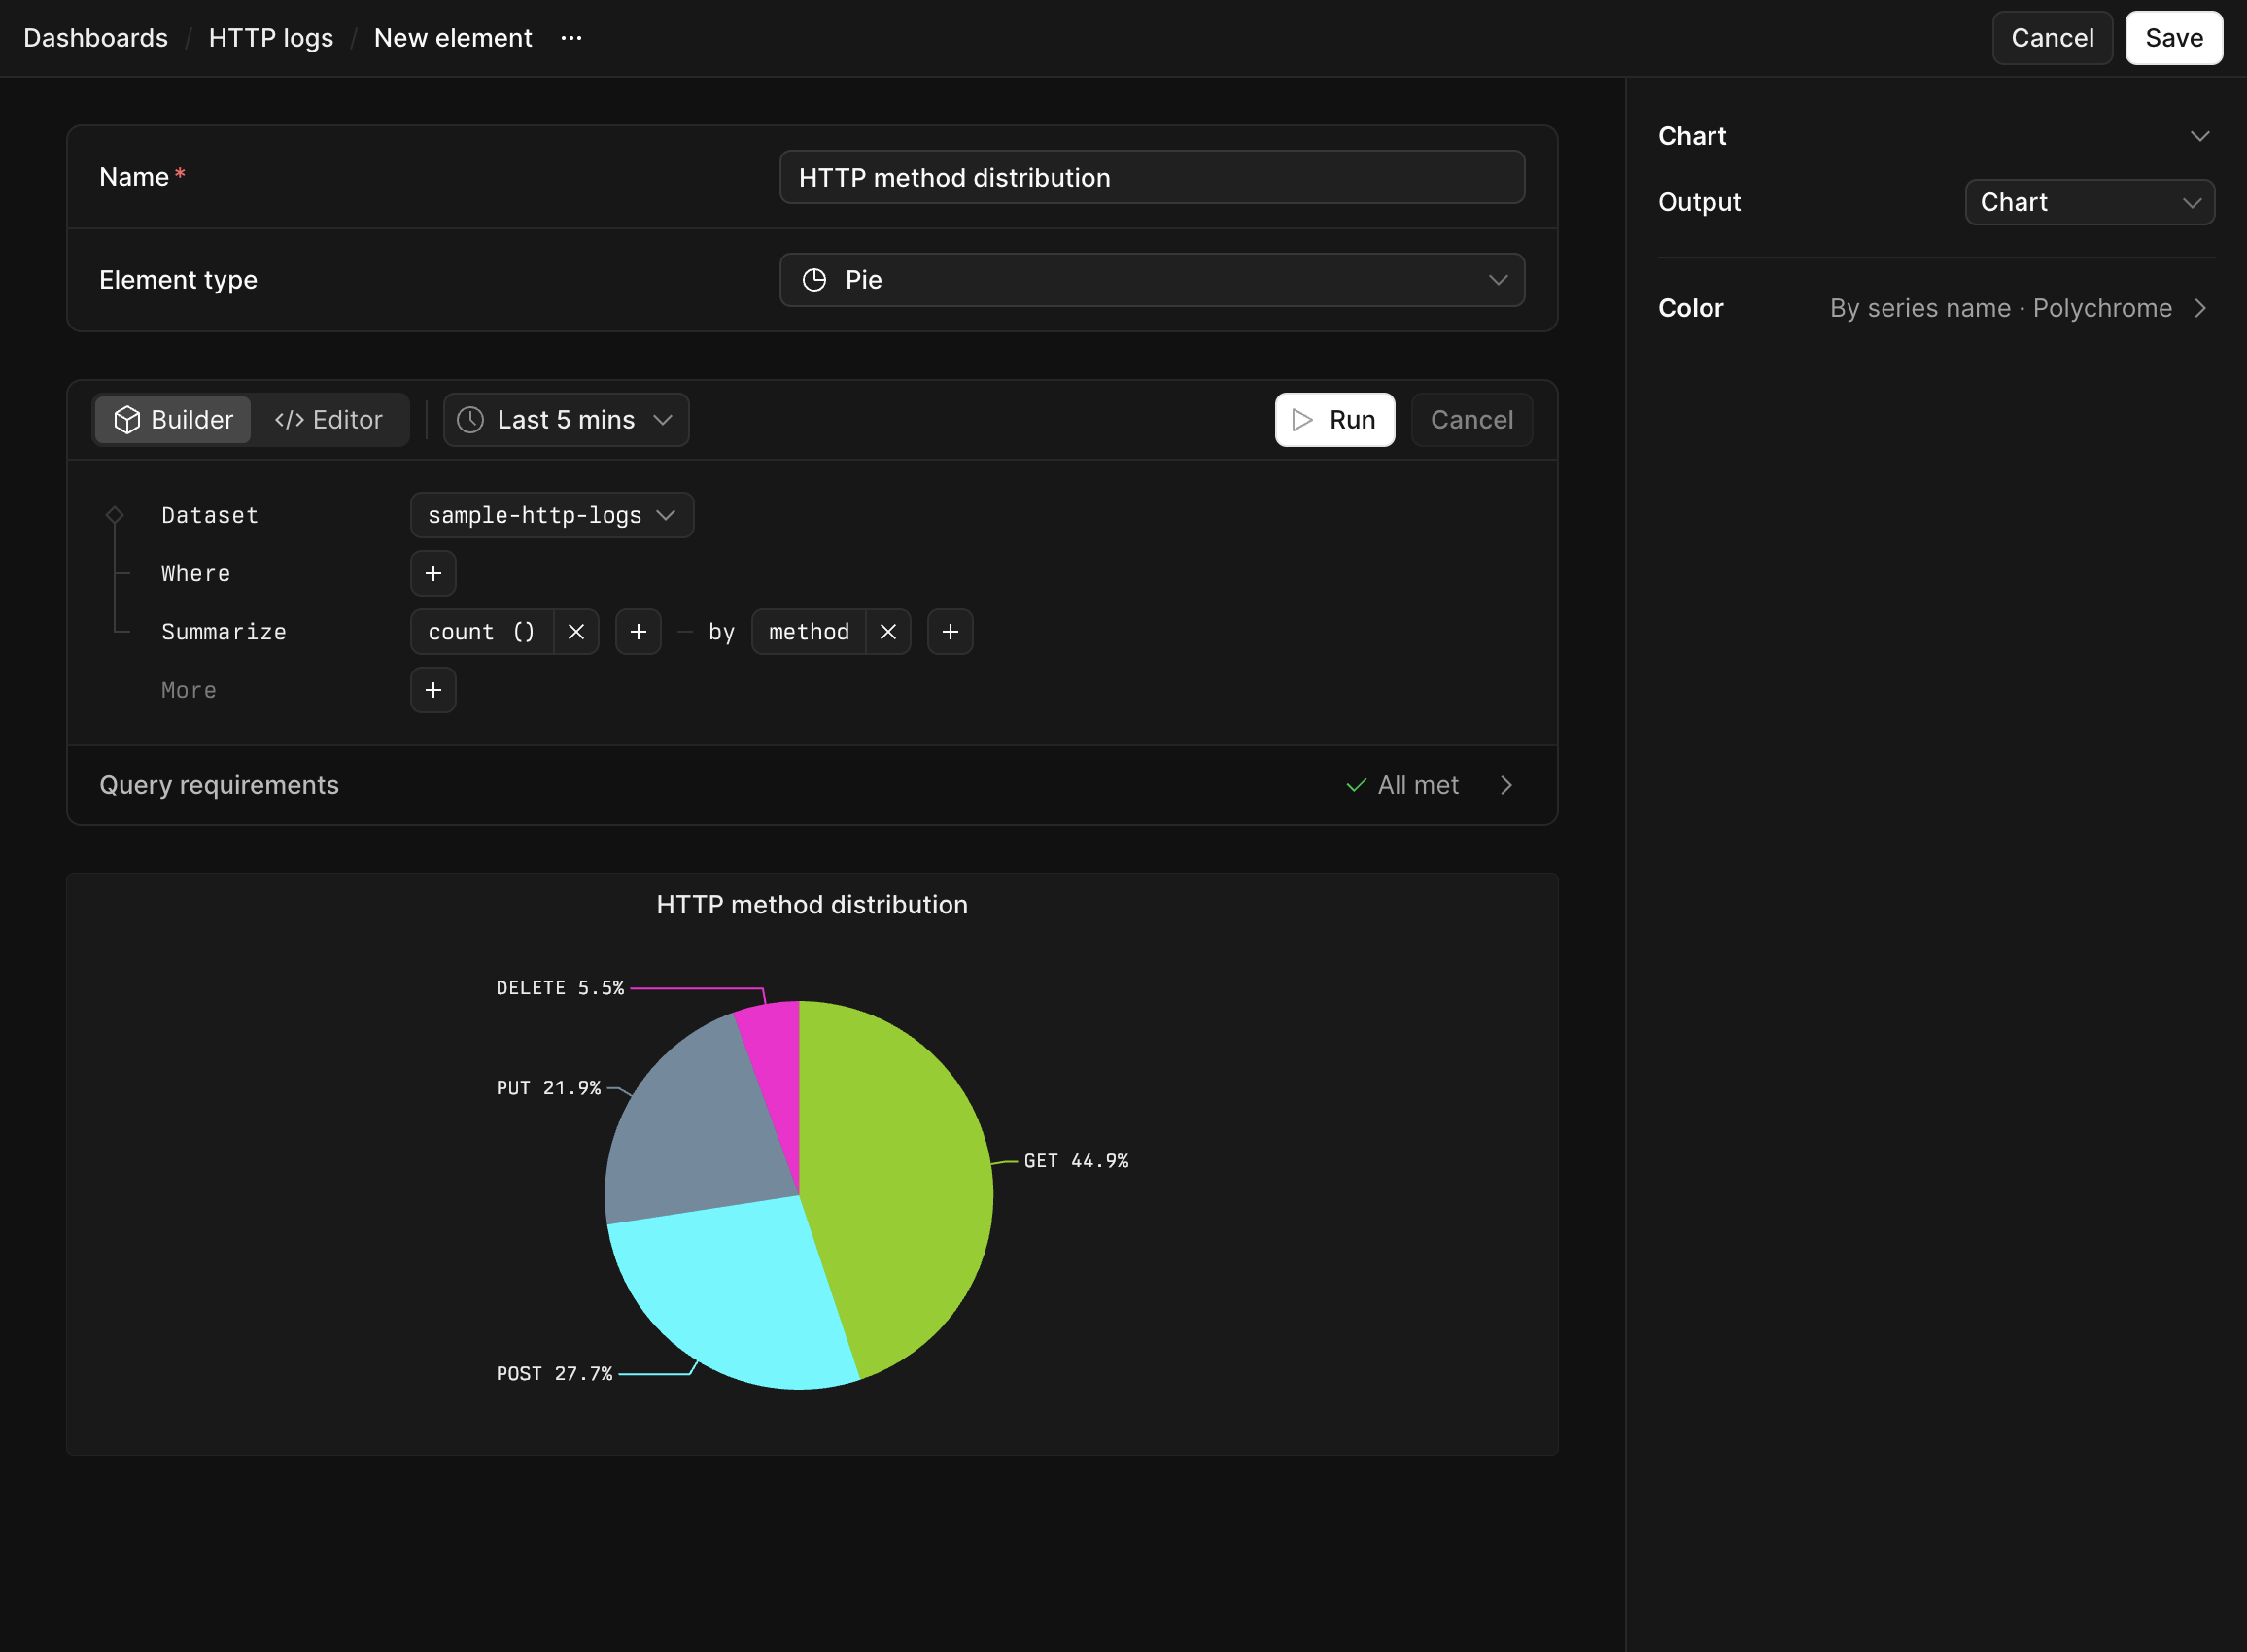 Dashboards / HTTP logs / New element ···
Cancel
Save
Name*
HTTP method distribution
Element type
Pie
Builder
</> Editor
Last 5 mins
Run
Cancel
Dataset
sample-http-logs
Where
+
Summarize
count () × + – by method × +
More
+
Query requirements
All met
HTTP method distribution
DELETE 5.5%
PUT 21.9%
GET 44.9%
POST 27.7%
Chart
Output
Chart
Color
By series name · Polychrome